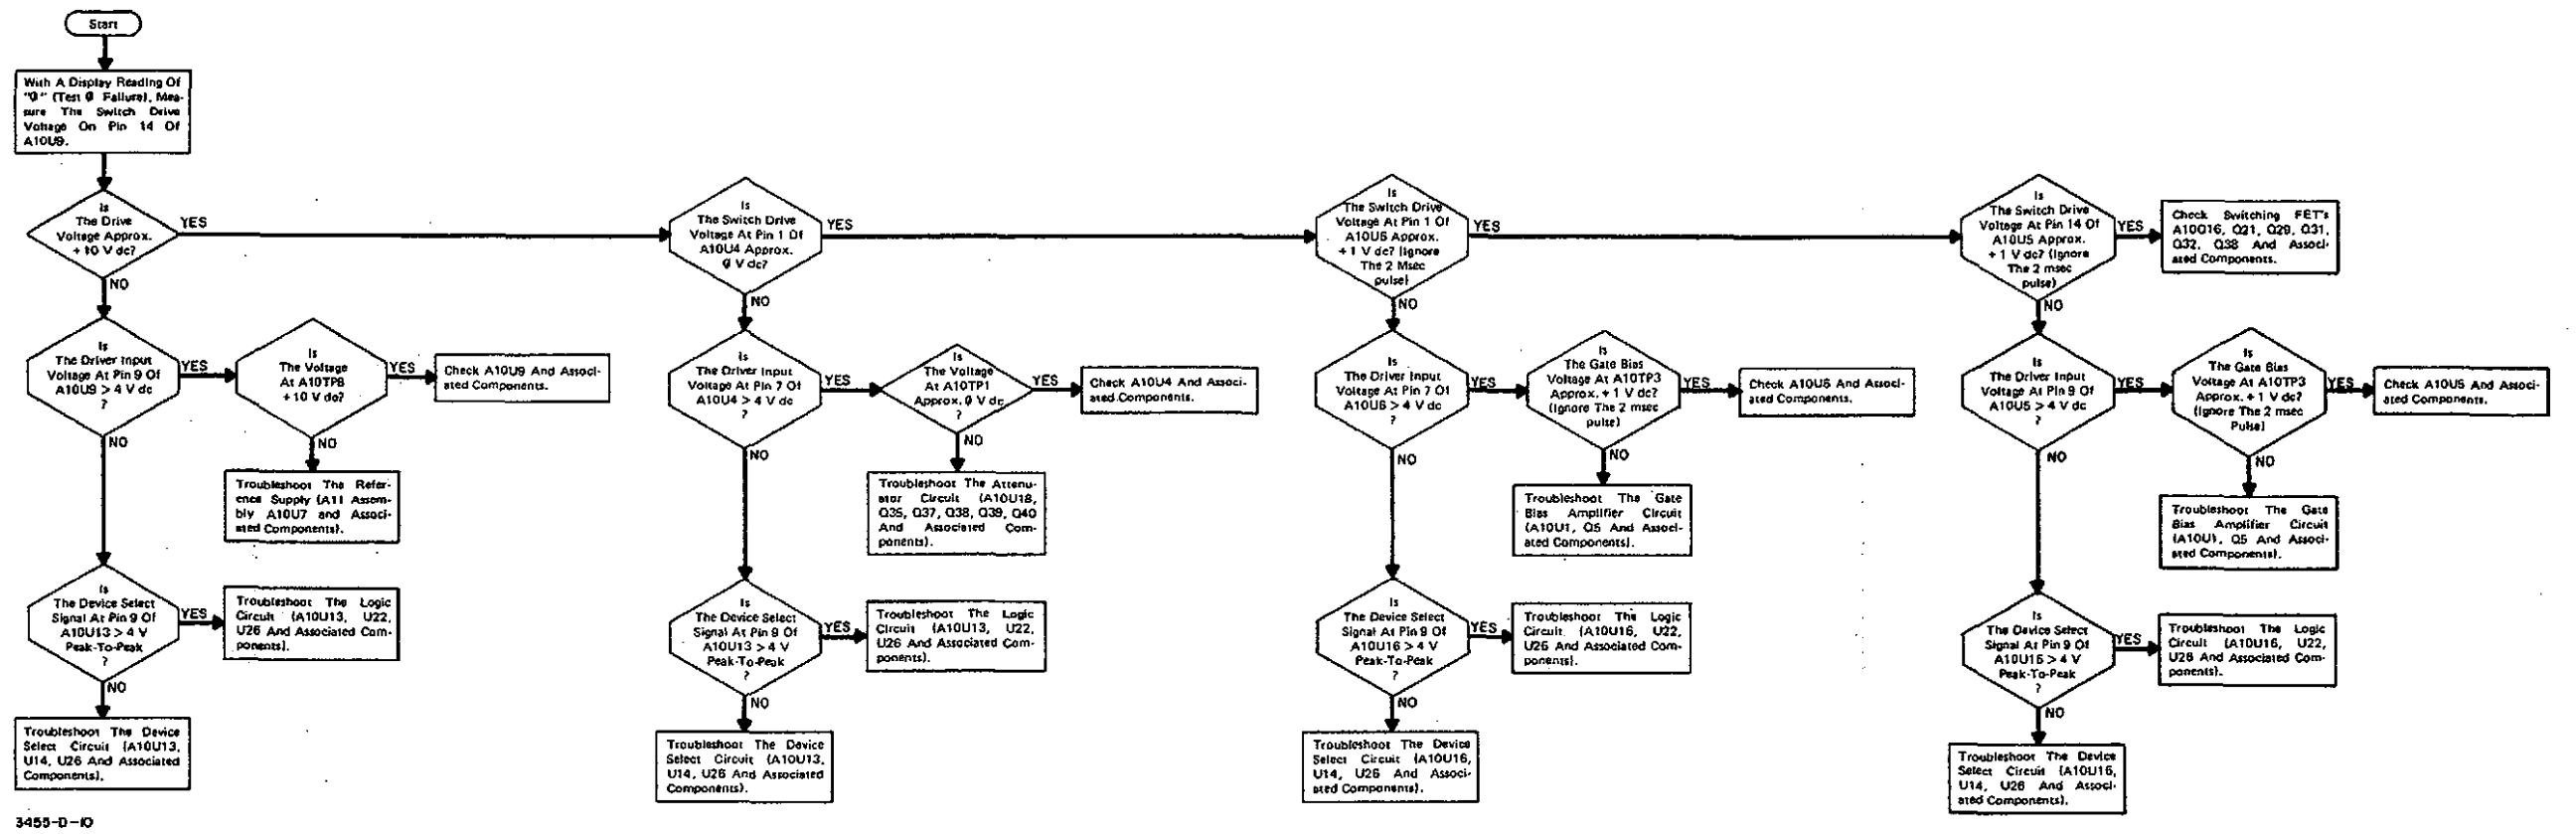 Start
With A Display Reading Of
"0" (Test 0 Failure), Mea-
sure The Switch Drive
Voltage On Pin 14 Of
A10U9.
Is
The Drive
Voltage Approx.
+ 10 V dc?
YES
NO
Is
The Switch Drive
Voltage At Pin 1 Of
A10U4 Approx.
0 V dc?
YES
NO
Is
The Switch Drive
Voltage At Pin 1 Of
A10U6 Approx.
+ 1 V dc? (Ignore
The 2 Msec
pulse)
YES
NO
Is
The Switch Drive
Voltage At Pin 14 Of
A10U5 Approx.
+ 1 V dc? (Ignore
The 2 msec
pulse)
YES
NO
Check Switching FET's
A10Q16, Q21, Q29, Q31,
Q32, Q38 And Associ-
ated Components.
Is
The Driver Input
Voltage At Pin 9 Of
A10U9 > 4 V dc
?
YES
NO
Is
The Voltage
At A10TP8
+ 10 V dc?
YES
NO
Check A10U9 And Associ-
ated Components.
Is
The Driver Input
Voltage At Pin 7 Of
A10U4 > 4 V dc
?
YES
NO
Is
The Voltage
At A10TP1
Approx. 0 V dc
?
YES
NO
Check A10U4 And Associ-
ated Components.
Is
The Driver Input
Voltage At Pin 7 Of
A10U6 > 4 V dc
?
YES
NO
Is
The Gate Bias
Voltage At A10TP3
Approx. + 1 V dc?
(Ignore The 2 msec
pulse)
YES
NO
Check A10U6 And Associ-
ated Components.
Is
The Driver Input
Voltage At Pin 9 Of
A10U5 > 4 V dc
?
YES
NO
Is
The Gate Bias
Voltage At A10TP3
Approx. + 1 V dc?
(Ignore The 2 msec
Pulse)
YES
NO
Check A10U5 And Associ-
ated Components.
Troubleshoot The Refer-
ence Supply (A11 Assem-
bly A10U7 and Associ-
ated Components).
Troubleshoot The Attenu-
ator Circuit (A10U18,
Q35, Q37, Q38, Q39, Q40
And Associated Com-
ponents).
Troubleshoot The Gate
Bias Amplifier Circuit
(A10U1, Q5 And Associ-
ated Components).
Troubleshoot The Gate
Bias Amplifier Circuit
(A10U1, Q5 And Associ-
ated Components).
Is
The Device Select
Signal At Pin 9 Of
A10U13 > 4 V
Peak-To-Peak
?
YES
NO
Troubleshoot The Logic
Circuit (A10U13, U22,
U26 And Associated Com-
ponents).
Is
The Device Select
Signal At Pin 9 Of
A10U13 > 4 V
Peak-To-Peak
?
YES
NO
Troubleshoot The Logic
Circuit (A10U13, U22,
U26 And Associated Com-
ponents).
Is
The Device Select
Signal At Pin 9 Of
A10U16 > 4 V
Peak-To-Peak
?
YES
NO
Troubleshoot The Logic
Circuit (A10U16, U22,
U26 And Associated Com-
ponents).
Is
The Device Select
Signal At Pin 9 Of
A10U16 > 4 V
Peak-To-Peak
?
YES
NO
Troubleshoot The Logic
Circuit (A10U16, U22,
U26 And Associated Com-
ponents).
Troubleshoot The Device
Select Circuit (A10U13,
U14, U26 And Associated
Components).
Troubleshoot The Device
Select Circuit (A10U13,
U14, U26 And Associated
Components).
Troubleshoot The Device
Select Circuit (A10U16,
U14, U26 And Associ-
ated Components).
Troubleshoot The Device
Select Circuit (A10U16,
U14, U26 And Associ-
ated Components).
3455-D-10